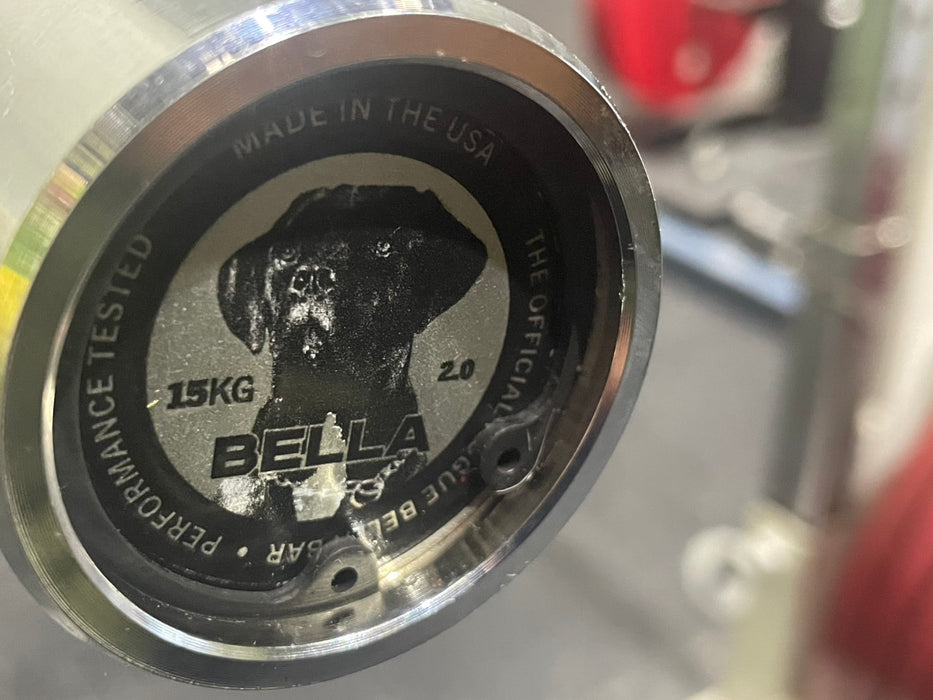 MADE IN THE USA
THE OFFICIAL
BAR • PERFORMANCE TESTED
15KG
2.0
BELLA